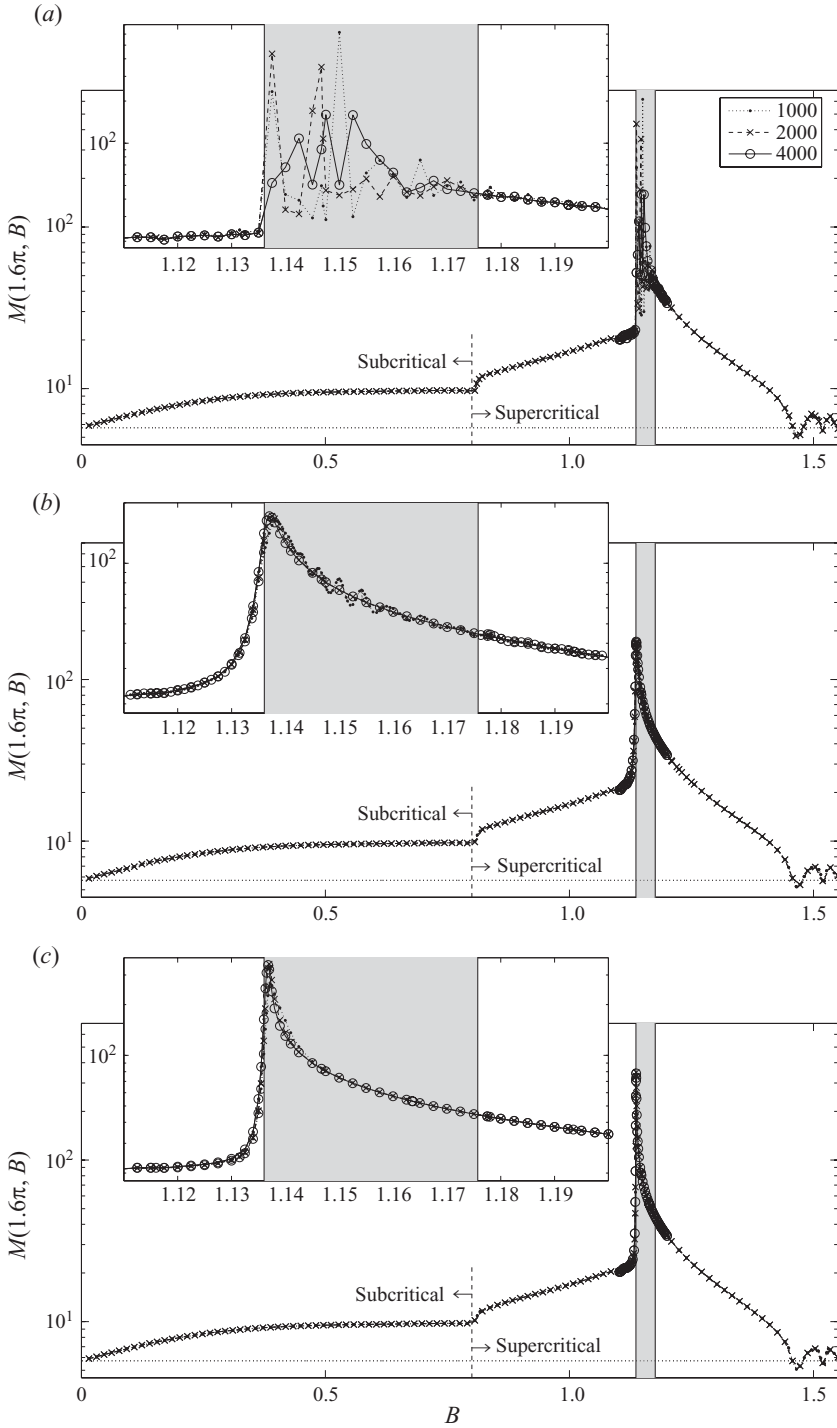 (a)
10²
1.12 1.13 1.14 1.15 1.16 1.17 1.18 1.19
1000
2000
4000
M(1.6π, B)
10²
10¹
Subcritical ←
→ Supercritical
0 0.5 1.0 1.5
(b)
10²
1.12 1.13 1.14 1.15 1.16 1.17 1.18 1.19
M(1.6π, B)
10²
10¹
Subcritical ←
→ Supercritical
0 0.5 1.0 1.5
(c)
10²
1.12 1.13 1.14 1.15 1.16 1.17 1.18 1.19
M(1.6π, B)
10²
10¹
Subcritical ←
→ Supercritical
0 0.5 1.0 1.5
B